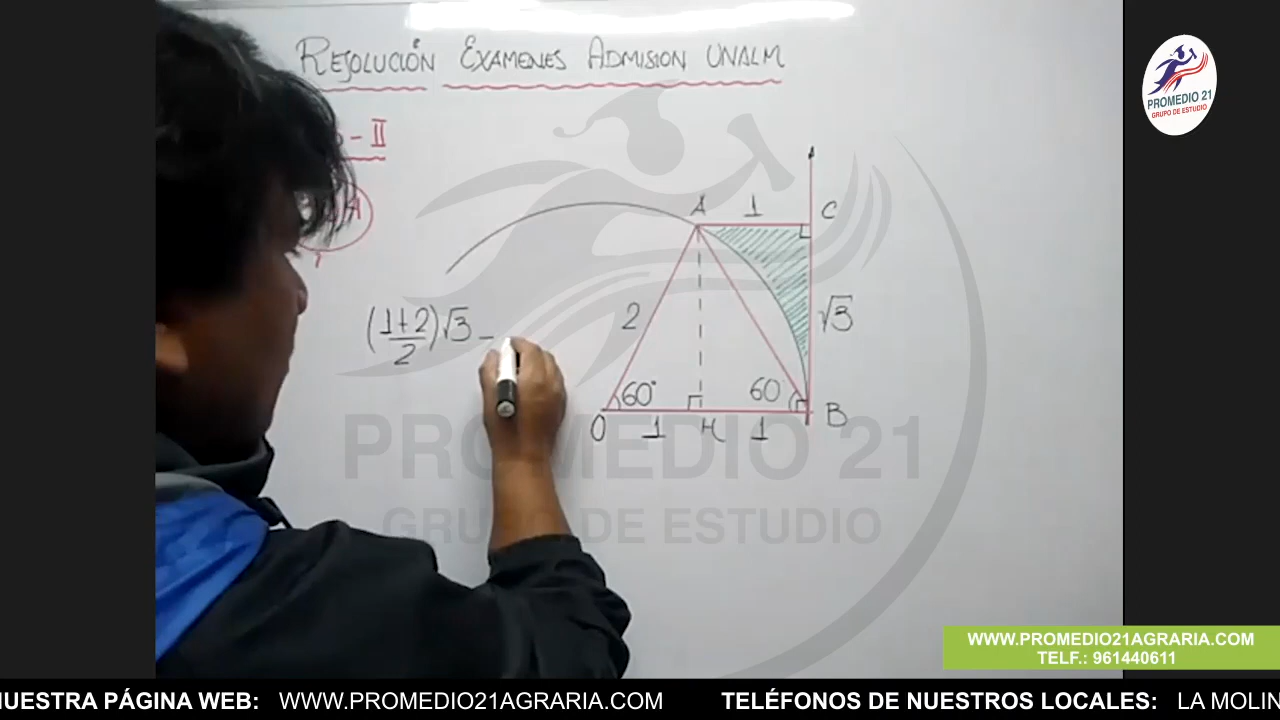 RESOLUCIÓN EXAMENES ADMISION UNALM
- II
A
PROMEDIO 21
GRUPO DE ESTUDIO
A 1 C
2
√3
(1+2)/2 √3 -
60° 60
O 1 H 1 B
PROMEDIO 21
GRUPO DE ESTUDIO
WWW.PROMEDIO21AGRARIA.COM
TELF.: 961440611
NUESTRA PÁGINA WEB: WWW.PROMEDIO21AGRARIA.COM TELÉFONOS DE NUESTROS LOCALES: LA MOLIN